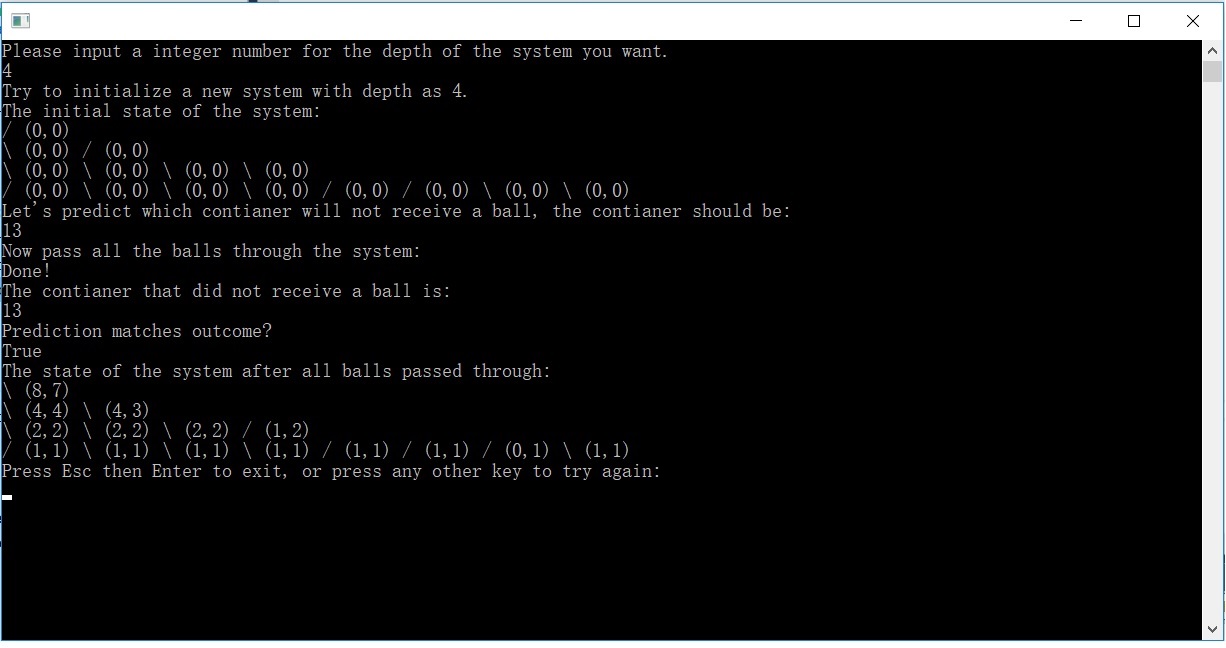 Please input a integer number for the depth of the system you want.
4
Try to initialize a new system with depth as 4.
The initial state of the system:
/ (0,0)
\ (0,0) / (0,0)
\ (0,0) \ (0,0) \ (0,0) \ (0,0)
/ (0,0) \ (0,0) \ (0,0) \ (0,0) / (0,0) / (0,0) \ (0,0) \ (0,0)
Let's predict which contianer will not receive a ball, the contianer should be:
13
Now pass all the balls through the system:
Done!
The contianer that did not receive a ball is:
13
Prediction matches outcome?
True
The state of the system after all balls passed through:
\ (8,7)
\ (4,4) \ (4,3)
\ (2,2) \ (2,2) \ (2,2) / (1,2)
/ (1,1) \ (1,1) \ (1,1) \ (1,1) / (1,1) / (1,1) / (0,1) \ (1,1)
Press Esc then Enter to exit, or press any other key to try again: